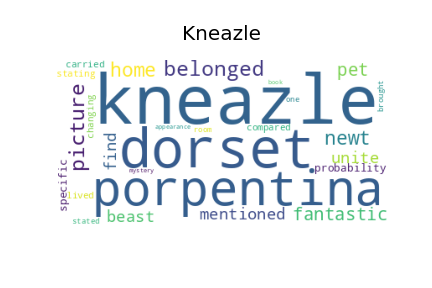 Kneazle
carried
stating
home
belonged
pet
kneazle
brought
picture
changing
find
dorset
appearance
room
compared
one
newt
unite
probability
mystery
specific
lived
porpentina
beast
mentioned
fantastic
stated